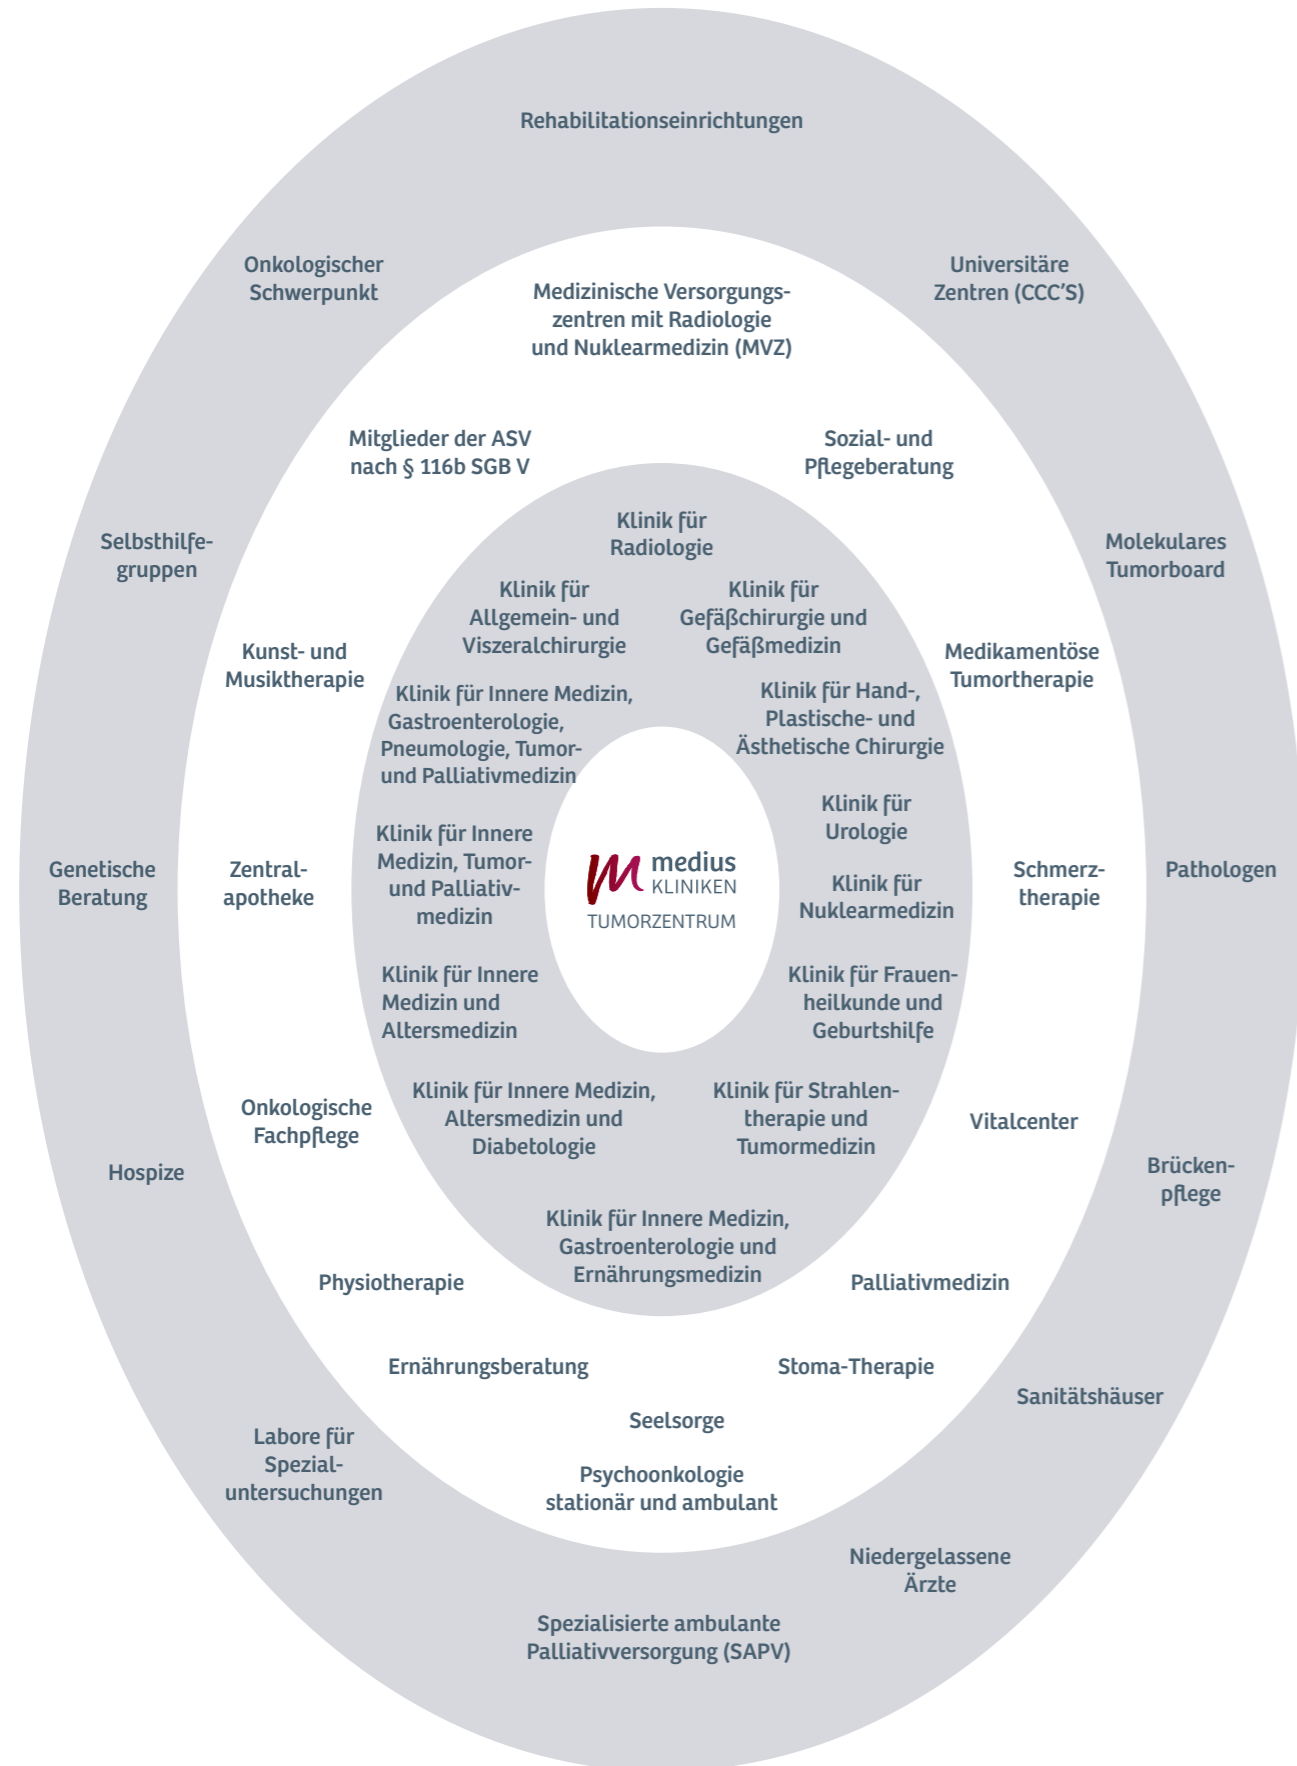 Rehabilitationseinrichtungen
Onkologischer
Schwerpunkt
Universitäre
Zentren (CCC’S)
Medizinische Versorgungs-
zentren mit Radiologie
und Nuklearmedizin (MVZ)
Mitglieder der ASV
nach § 116b SGB V
Sozial- und
Pflegeberatung
Klinik für
Radiologie
Selbsthilfe-
gruppen
Molekulares
Tumorboard
Klinik für
Allgemein- und
Viszeralchirurgie
Klinik für
Gefäßchirurgie und
Gefäßmedizin
Kunst- und
Musiktherapie
Medikamentöse
Tumortherapie
Klinik für Innere Medizin,
Gastroenterologie,
Pneumologie, Tumor-
und Palliativmedizin
Klinik für Hand-,
Plastische- und
Ästhetische Chirurgie
Klinik für
Urologie
Genetische
Beratung
Zentral-
apotheke
Klinik für Innere
Medizin, Tumor-
und Palliativ-
medizin
medius
KLINIKEN
TUMORZENTRUM
Klinik für
Nuklearmedizin
Schmerz-
therapie
Pathologen
Klinik für Innere
Medizin und
Altersmedizin
Klinik für Frauen-
heilkunde und
Geburtshilfe
Onkologische
Fachpflege
Klinik für Innere Medizin,
Altersmedizin und
Diabetologie
Klinik für Strahlen-
therapie und
Tumormedizin
Vitalcenter
Hospize
Brücken-
pflege
Klinik für Innere Medizin,
Gastroenterologie und
Ernährungsmedizin
Physiotherapie
Palliativmedizin
Ernährungsberatung
Stoma-Therapie
Sanitätshäuser
Seelsorge
Labore für
Spezial-
untersuchungen
Psychoonkologie
stationär und ambulant
Niedergelassene
Ärzte
Spezialisierte ambulante
Palliativversorgung (SAPV)